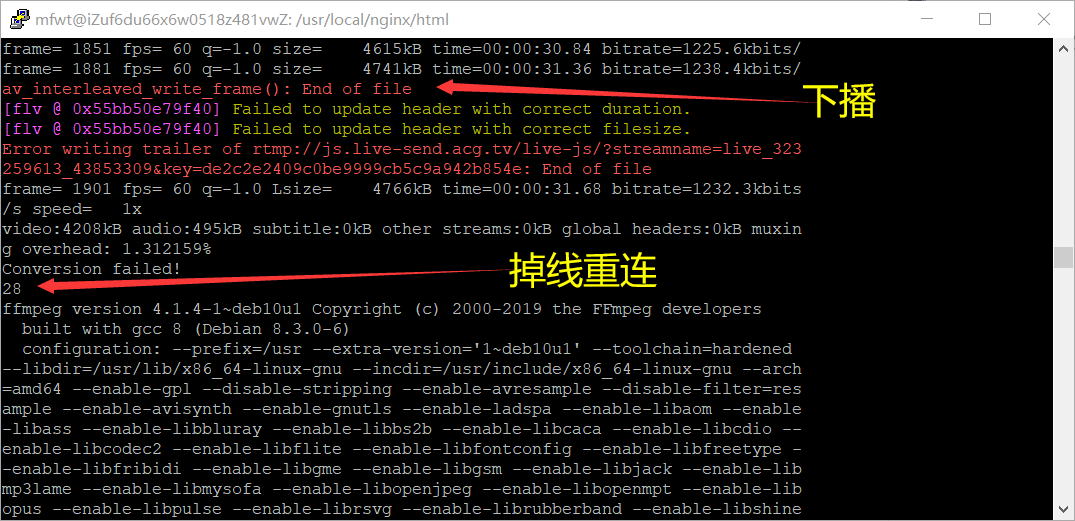 mfwt@iZuf6du66x6w0518z481vwZ: /usr/local/nginx/html
frame= 1851 fps= 60 q=-1.0 size=    4615kB time=00:00:30.84 bitrate=1225.6kbits/
frame= 1881 fps= 60 q=-1.0 size=    4741kB time=00:00:31.36 bitrate=1238.4kbits/
av_interleaved_write_frame(): End of file
下播
[flv @ 0x55bb50e79f40] Failed to update header with correct duration.
[flv @ 0x55bb50e79f40] Failed to update header with correct filesize.
Error writing trailer of rtmp://js.live-send.acg.tv/live-js/?streamname=live_323
259613_43853309&key=de2c2e2409c0be9999cb5c9a942b854e: End of file
frame= 1901 fps= 60 q=-1.0 Lsize=    4766kB time=00:00:31.68 bitrate=1232.3kbits
/s speed=   1x
video:4208kB audio:495kB subtitle:0kB other streams:0kB global headers:0kB muxin
g overhead: 1.312159%
Conversion failed!
掉线重连
28
ffmpeg version 4.1.4-1~deb10u1 Copyright (c) 2000-2019 the FFmpeg developers
  built with gcc 8 (Debian 8.3.0-6)
  configuration: --prefix=/usr --extra-version='1~deb10u1' --toolchain=hardened
--libdir=/usr/lib/x86_64-linux-gnu --incdir=/usr/include/x86_64-linux-gnu --arch
=amd64 --enable-gpl --disable-stripping --enable-avresample --disable-filter=res
ample --enable-avisynth --enable-gnutls --enable-ladspa --enable-libaom --enable
-libass --enable-libbluray --enable-libbs2b --enable-libcaca --enable-libcdio --
enable-libcodec2 --enable-libflite --enable-libfontconfig --enable-libfreetype -
-enable-libfribidi --enable-libgme --enable-libgsm --enable-libjack --enable-lib
mp3lame --enable-libmysofa --enable-libopenjpeg --enable-libopenmpt --enable-lib
opus --enable-libpulse --enable-librsvg --enable-librubberband --enable-libshine